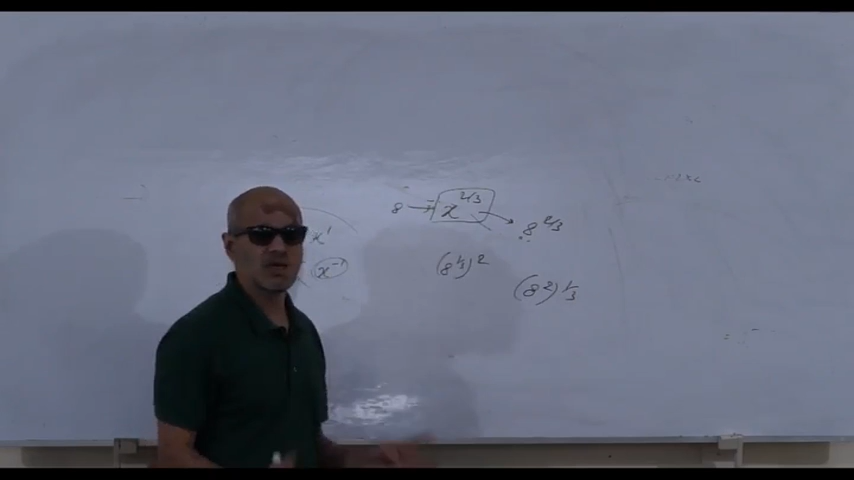 8 → x^{2/3} → 8^{2/3}
x^1
x^{-1}
(8^{1/3})^2
(8^2)^{1/3}